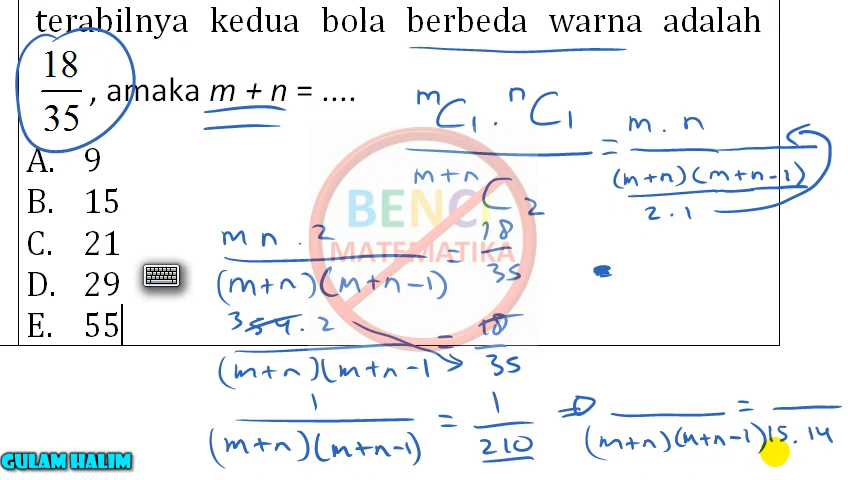 terabilnya kedua bola berbeda warna adalah
18/35, amaka m + n = ....
A. 9
B. 15
C. 21
D. 29
E. 55
mC1 . nC1 / m+nC2 = m . n / (m+n)(m+n-1) / 2 . 1
BENCI
MATEMATIKA
mn . 2 / (m+n)(m+n-1) = 18/35
354 . 2 / (m+n)(m+n-1 = 18/35
1 / (m+n)(m+n-1) = 1/210 ⇒ / (m+n)(m+n-1) = / 15.14
GULAM HALIM